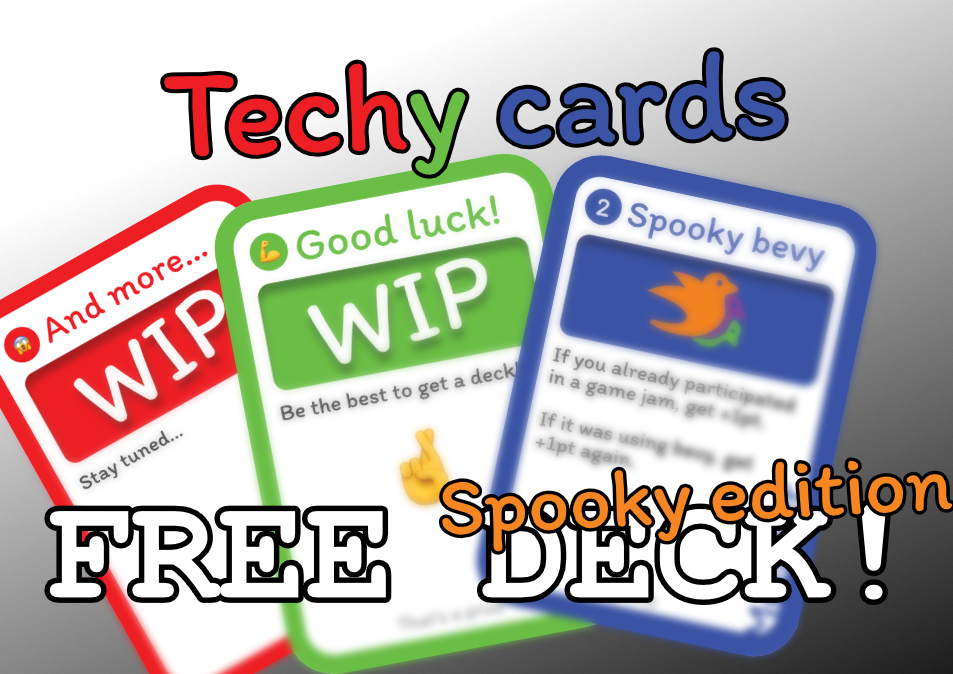 Techy cards
And more...
WIP
Stay tuned...
Good luck!
WIP
Be the best to get a deck!
2 Spooky bevy
If you already participated
in a game jam, get +1pt.
If it was using bevy, get
+1pt again.
Spooky edition
FREE DECK!